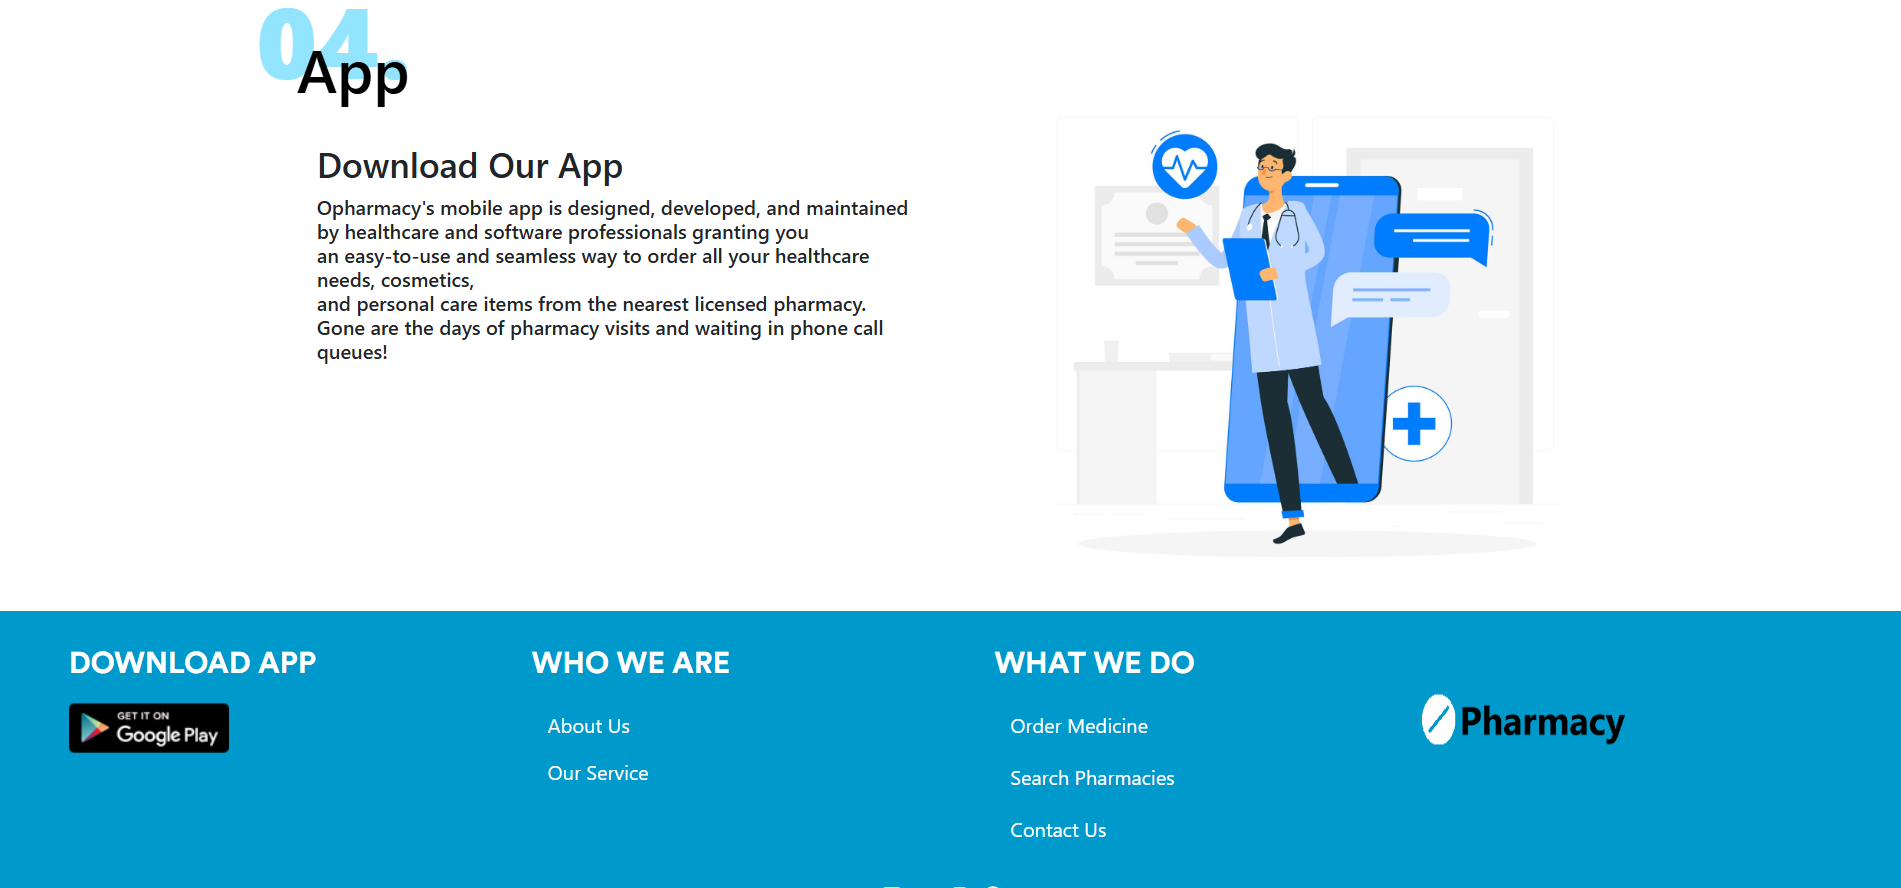 04.
App
Download Our App
Opharmacy's mobile app is designed, developed, and maintained
by healthcare and software professionals granting you
an easy-to-use and seamless way to order all your healthcare
needs, cosmetics,
and personal care items from the nearest licensed pharmacy.
Gone are the days of pharmacy visits and waiting in phone call
queues!
DOWNLOAD APP
GET IT ON
Google Play
WHO WE ARE
About Us
Our Service
WHAT WE DO
Order Medicine
Search Pharmacies
Contact Us
Pharmacy